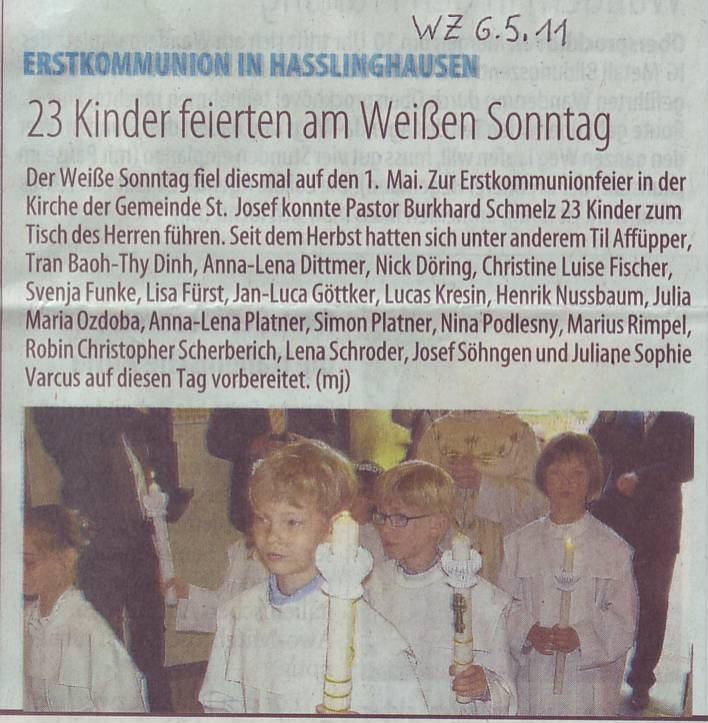 WZ 6.5.11
ERSTKOMMUNION IN HASSLINGHAUSEN
23 Kinder feierten am Weißen Sonntag
Der Weiße Sonntag fiel diesmal auf den 1. Mai. Zur Erstkommunionfeier in der
Kirche der Gemeinde St. Josef konnte Pastor Burkhard Schmelz 23 Kinder zum
Tisch des Herren führen. Seit dem Herbst hatten sich unter anderem Til Affüpper,
Tran Baoh-Thy Dinh, Anna-Lena Dittmer, Nick Döring, Christine Luise Fischer,
Svenja Funke, Lisa Fürst, Jan-Luca Göttker, Lucas Kresin, Henrik Nussbaum, Julia
Maria Ozdoba, Anna-Lena Platner, Simon Platner, Nina Podlesny, Marius Rimpel,
Robin Christopher Scherberich, Lena Schroder, Josef Söhngen und Juliane Sophie
Varcus auf diesen Tag vorbereitet. (mj)